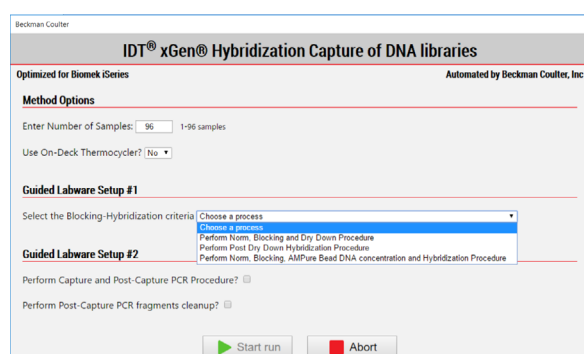 Beckman Coulter
IDT® xGen® Hybridization Capture of DNA libraries
Optimized for Biomek iSeries Automated by Beckman Coulter, Inc
Method Options
Enter Number of Samples: 96 1-96 samples
Use On-Deck Thermocycler? No
Guided Labware Setup #1
Select the Blocking-Hybridization criteria Choose a process
Choose a process
Perform Norm, Blocking and Dry Down Procedure
Perform Post Dry Down Hybridization Procedure
Perform Norm, Blocking, AMPure Bead DNA concentration and Hybridization Procedure
Guided Labware Setup #2
Perform Capture and Post-Capture PCR Procedure?
Perform Post-Capture PCR fragments cleanup?
Start run Abort